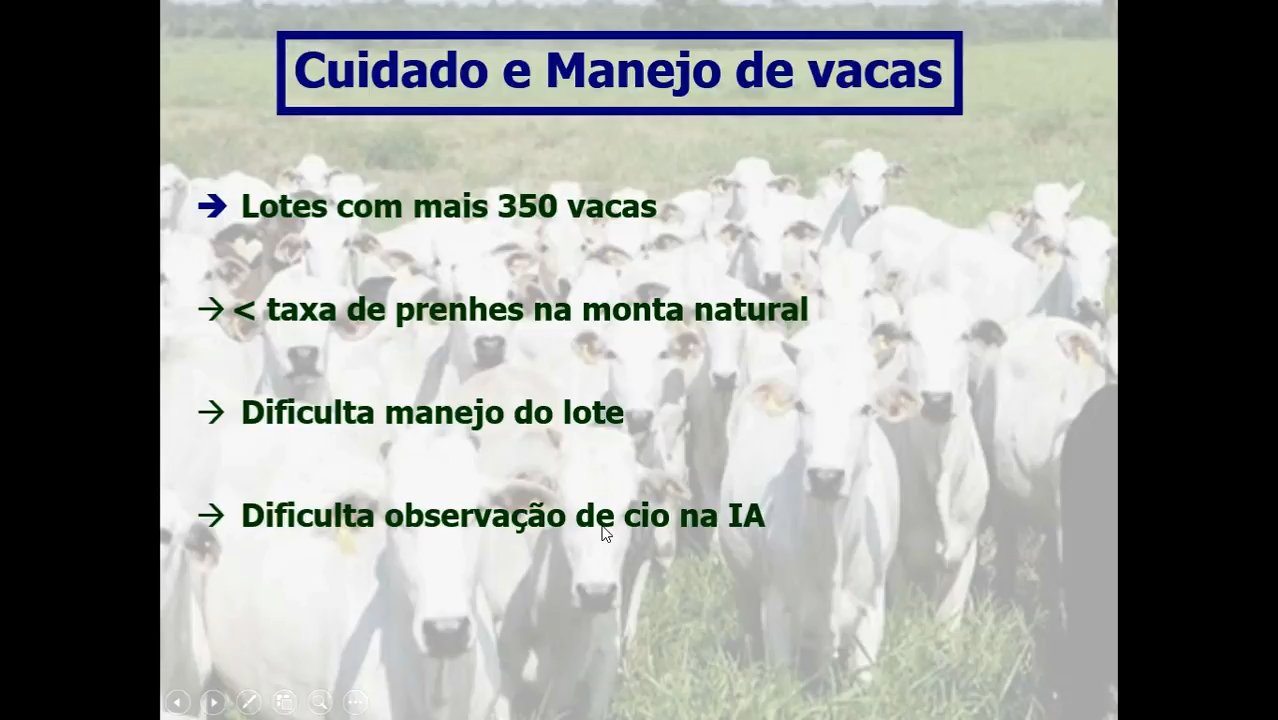 Cuidado e Manejo de vacas
➔ Lotes com mais 350 vacas
→ < taxa de prenhes na monta natural
→ Dificulta manejo do lote
→ Dificulta observação de cio na IA